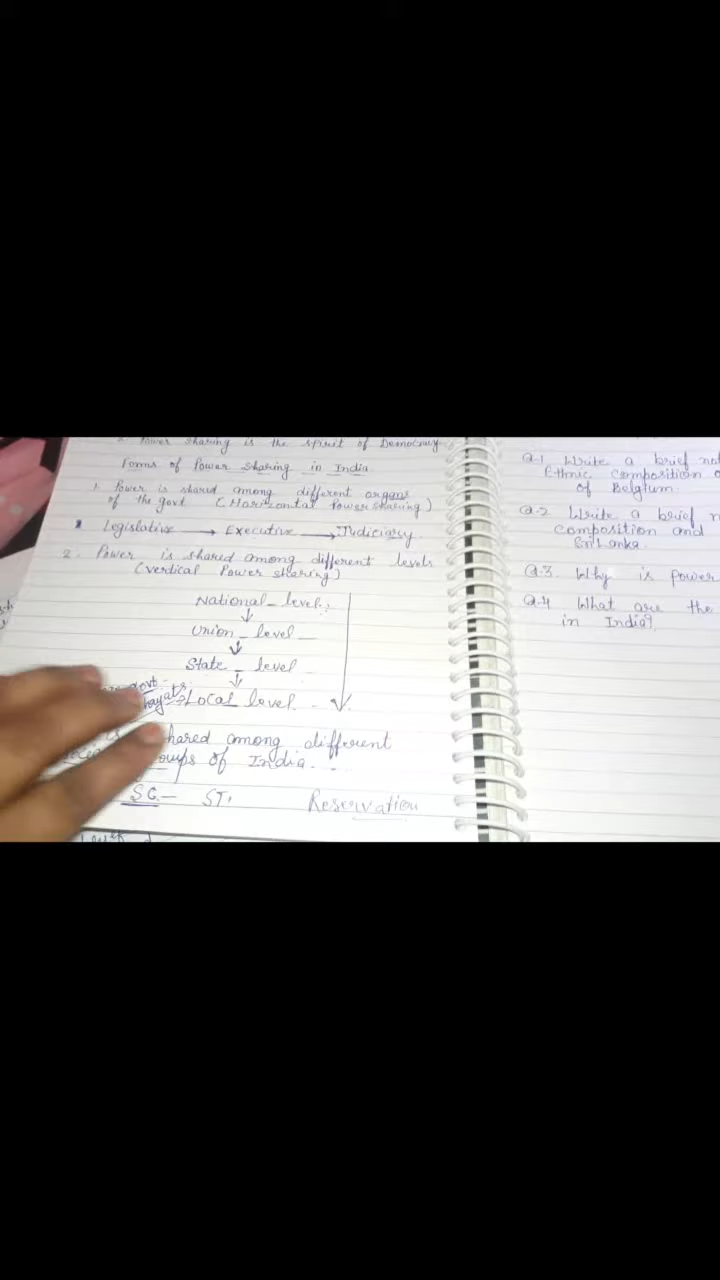 Power Sharing is the spirit of Democracy
Forms of Power Sharing in India
1. Power is shared among different organs
of the govt (Horizontal Power sharing)
Legislative → Executive → Judiciary
2. Power is shared among different levels
(vertical Power sharing)
National level
↓
Union level
↓
State level
↓
govt
Local level
shared among different
oups of India.
SC - ST
Reservation
Q-1 Write a brief
Ethnic composition
of Belgium.
Q-2 Write a brief
composition and
Sri Lanka.
Q-3 Why is power
Q-4 What are the
in India?